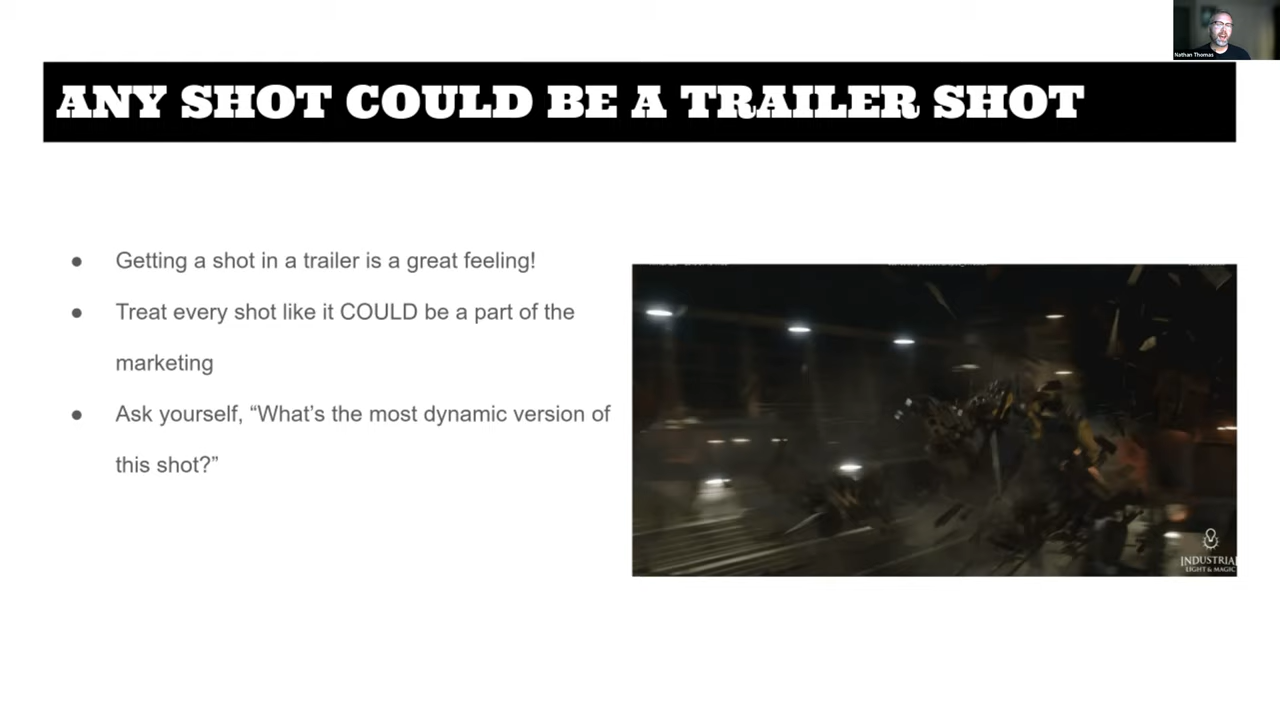 Nathan Thomas
ANY SHOT COULD BE A TRAILER SHOT
● Getting a shot in a trailer is a great feeling!
● Treat every shot like it COULD be a part of the
marketing
● Ask yourself, “What’s the most dynamic version of
this shot?”
INDUSTRIAL
LIGHT & MAGIC